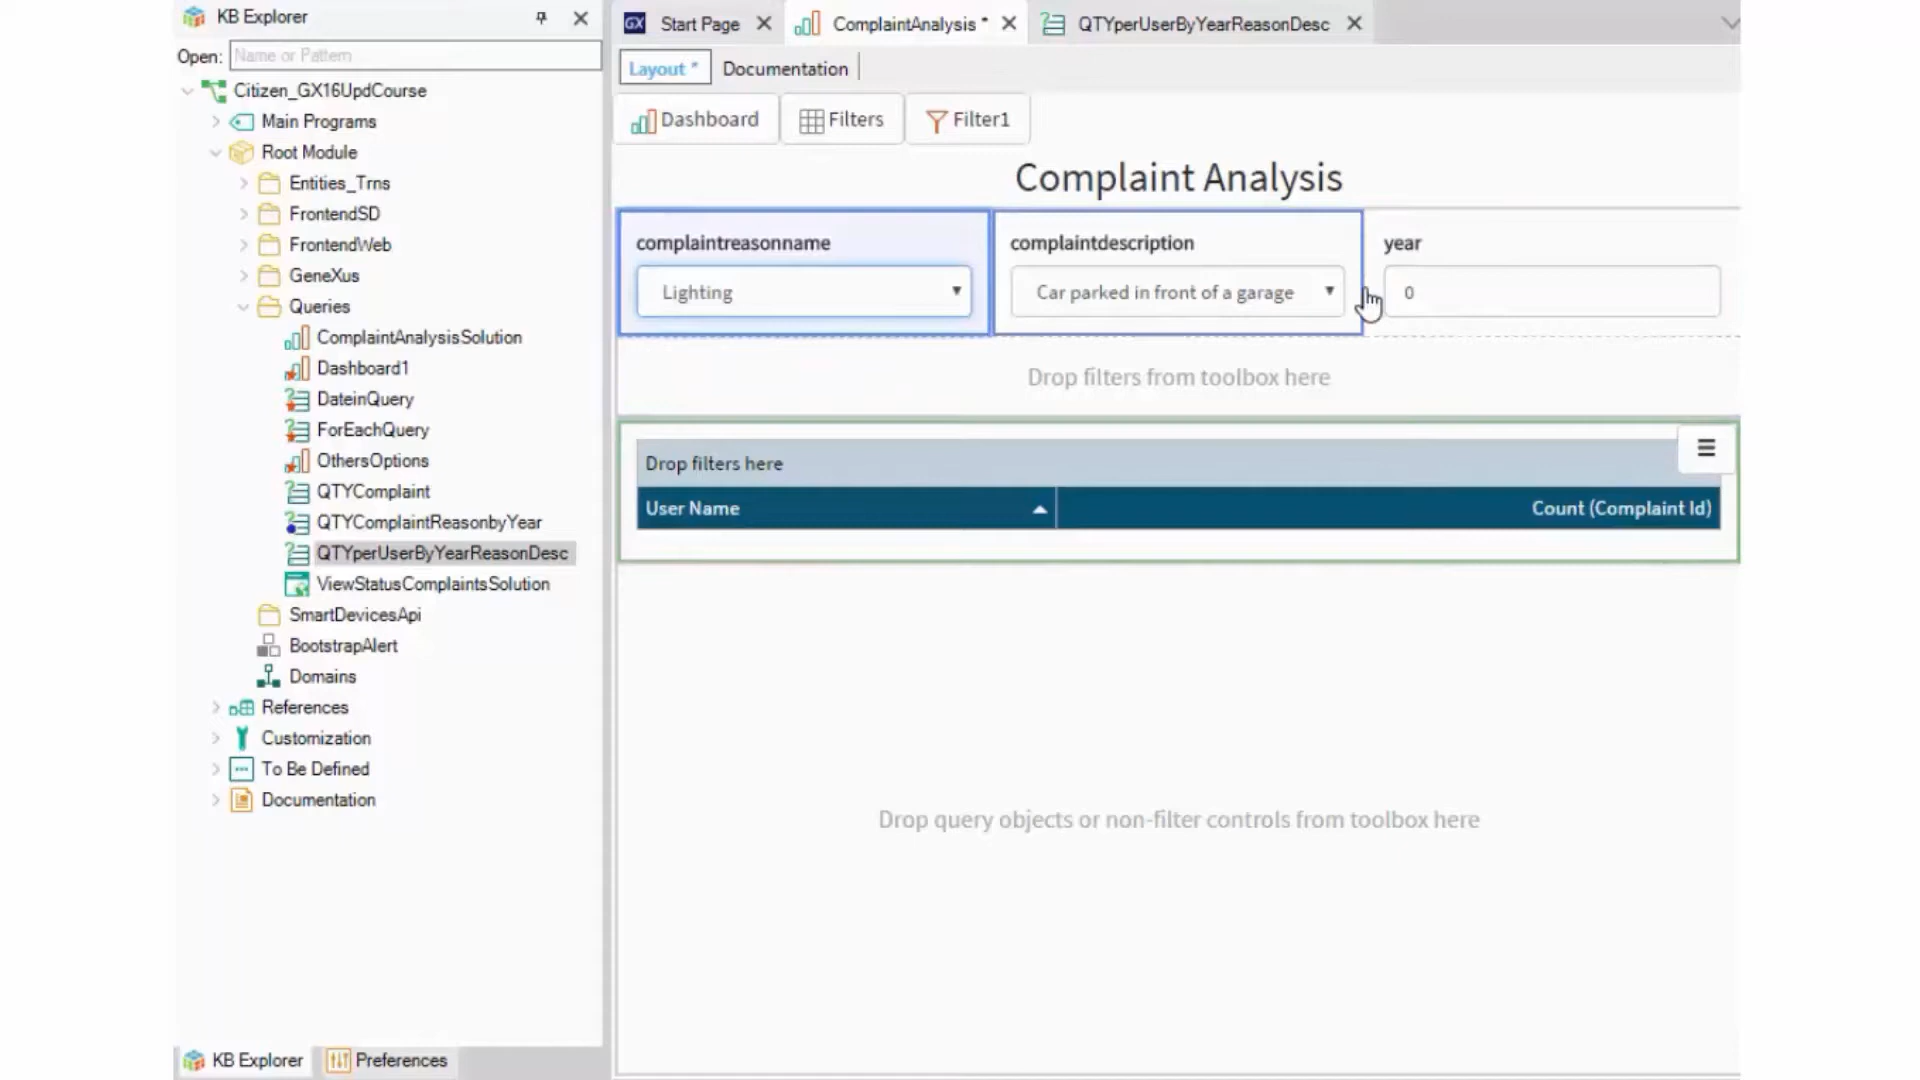 KB Explorer
Open: Name or Pattern
Citizen_GX16UpdCourse
Main Programs
Root Module
Entities_Trns
FrontendSD
FrontendWeb
GeneXus
Queries
ComplaintAnalysisSolution
Dashboard1
DateinQuery
ForEachQuery
OthersOptions
QTYComplaint
QTYComplaintReasonbyYear
QTYperUserByYearReasonDesc
ViewStatusComplaintsSolution
SmartDevicesApi
BootstrapAlert
Domains
References
Customization
To Be Defined
Documentation
KB Explorer Preferences
GX Start Page ComplaintAnalysis * QTYperUserByYearReasonDesc
Layout * Documentation
Dashboard Filters Filter1
Complaint Analysis
complaintreasonname complaintdescription year
Lighting Car parked in front of a garage 0
Drop filters from toolbox here
Drop filters here
User Name Count (Complaint Id)
Drop query objects or non-filter controls from toolbox here